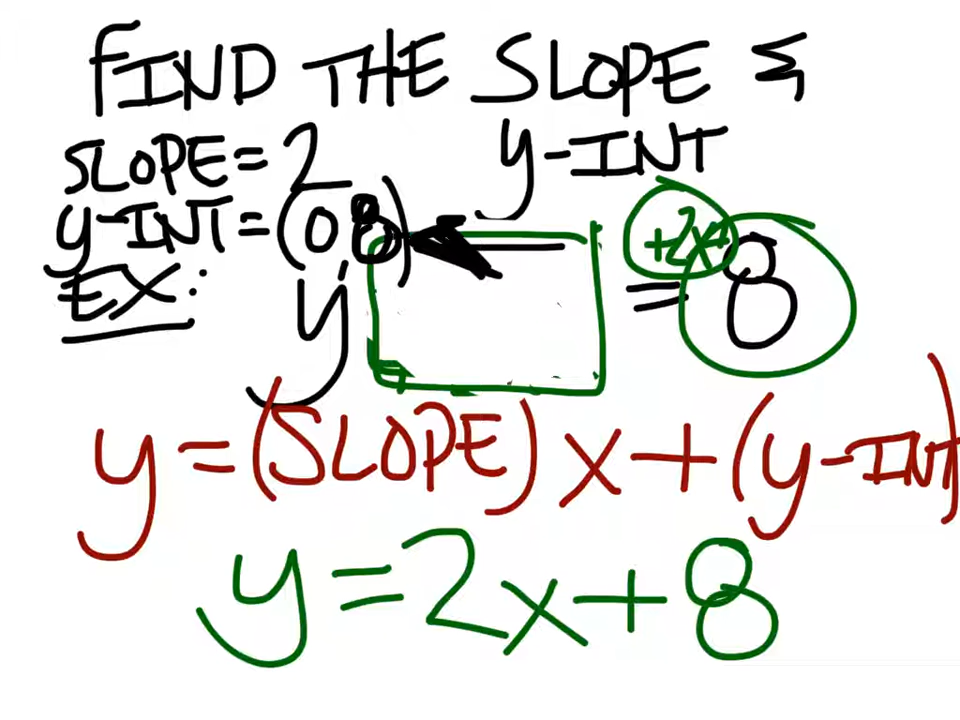 FIND THE SLOPE &
SLOPE = 2 y-INT
y-INT = (0 8)
+2x+
EX: y = 8
y = (SLOPE) x + (y-INT)
y = 2x + 8